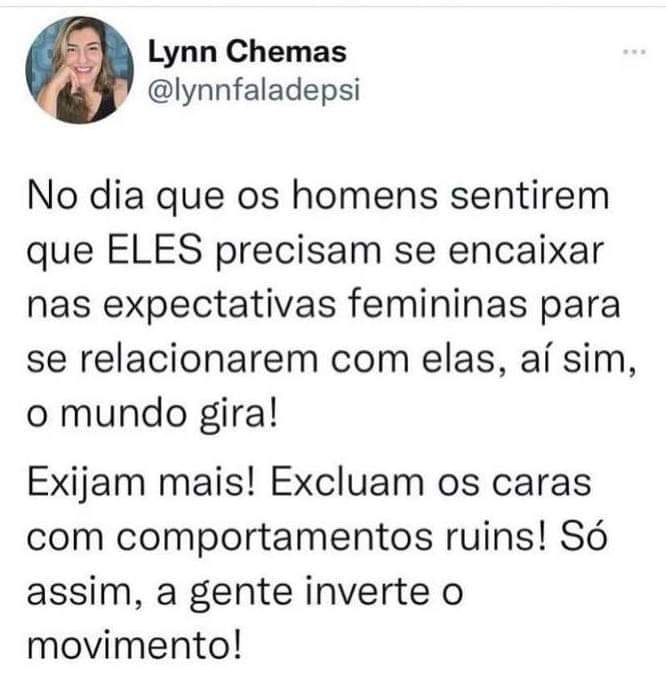 Lynn Chemas
@lynnfaladepsi
No dia que os homens sentirem
que ELES precisam se encaixar
nas expectativas femininas para
se relacionarem com elas, aí sim,
o mundo gira!
Exijam mais! Excluam os caras
com comportamentos ruins! Só
assim, a gente inverte o
movimento!